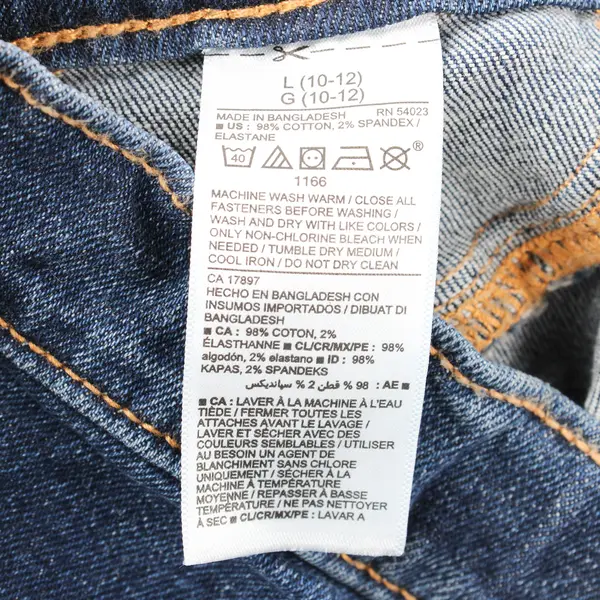 L (10-12)
G (10-12)
MADE IN BANGLADESH RN 54023
■ US : 98% COTTON, 2% SPANDEX /
ELASTANE
40
®
1166
MACHINE WASH WARM / CLOSE ALL
FASTENERS BEFORE WASHING /
WASH AND DRY WITH LIKE COLORS /
ONLY NON-CHLORINE BLEACH WHEN
NEEDED / TUMBLE DRY MEDIUM /
COOL IRON / DO NOT DRY CLEAN
CA 17897
HECHO EN BANGLADESH CON
INSUMOS IMPORTADOS / DIBUAT DI
BANGLADESH
■ CA : 98% COTON, 2%
ÉLASTHANNE ■ CL/CR/MX/PE : 98%
algodón, 2% elastano ■ ID : 98%
KAPAS, 2% SPANDEKS
■ AE : 98 % قطن 2 % سباندیکس
■ CA : LAVER À LA MACHINE À L'EAU
TIÈDE / FERMER TOUTES LES
ATTACHES AVANT LE LAVAGE /
LAVER ET SÉCHER AVEC DES
COULEURS SEMBLABLES / UTILISER
AU BESOIN UN AGENT DE
BLANCHIMENT SANS CHLORE
UNIQUEMENT / SÉCHER À LA
MACHINE À TEMPÉRATURE
MOYENNE / REPASSER À BASSE
TEMPÉRATURE / NE PAS NETTOYER
À SEC ■ CL/CR/MX/PE : LAVAR A